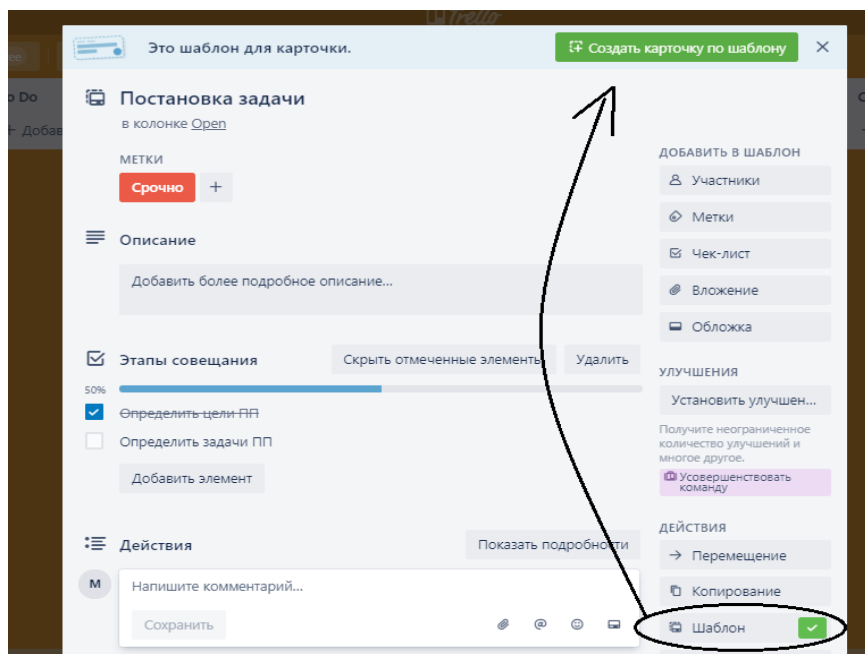 Trello
Это шаблон для карточки.
Создать карточку по шаблону
o Do
+ Добав
Постановка задачи
в колонке Open
МЕТКИ
Срочно +
Описание
Добавить более подробное описание...
Этапы совещания
Скрыть отмеченные элементы
Удалить
50%
Определить цели ПП
Определить задачи ПП
Добавить элемент
Действия
Показать подробности
М
Напишите комментарий...
Сохранить
@
ДОБАВИТЬ В ШАБЛОН
Участники
Метки
Чек-лист
Вложение
Обложка
УЛУЧШЕНИЯ
Установить улучшен...
Получите неограниченное
количество улучшений и
многое другое.
Усовершенствовать
команду
ДЕЙСТВИЯ
Перемещение
Копирование
Шаблон